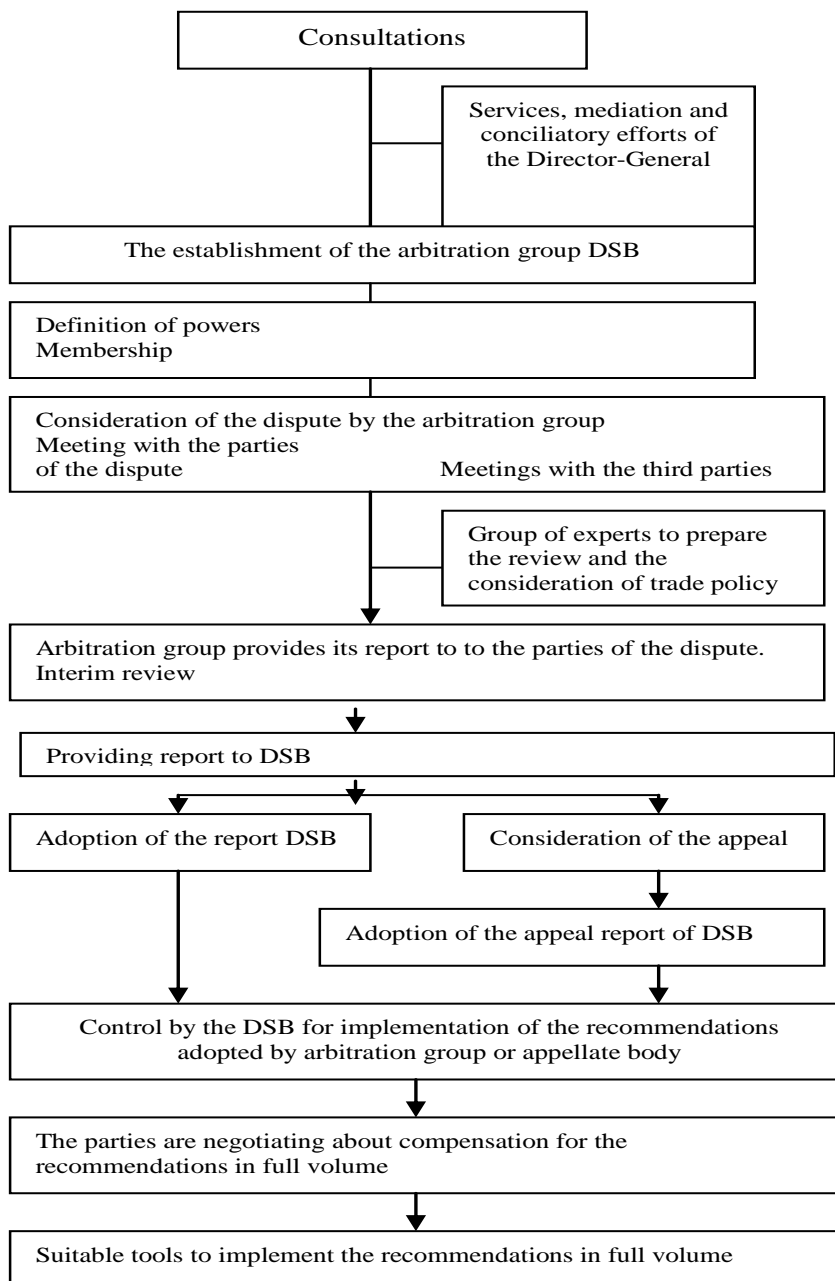 Consultations
Services, mediation and
conciliatory efforts of
the Director-General
The establishment of the arbitration group DSB
Definition of powers
Membership
Consideration of the dispute by the arbitration group
Meeting with the parties
of the dispute
Meetings with the third parties
Group of experts to prepare
the review and the
consideration of trade policy
Arbitration group provides its report to to the parties of the dispute.
Interim review
Providing report to DSB
Adoption of the report DSB
Consideration of the appeal
Adoption of the appeal report of DSB
Control by the DSB for implementation of the recommendations
adopted by arbitration group or appellate body
The parties are negotiating about compensation for the
recommendations in full volume
Suitable tools to implement the recommendations in full volume